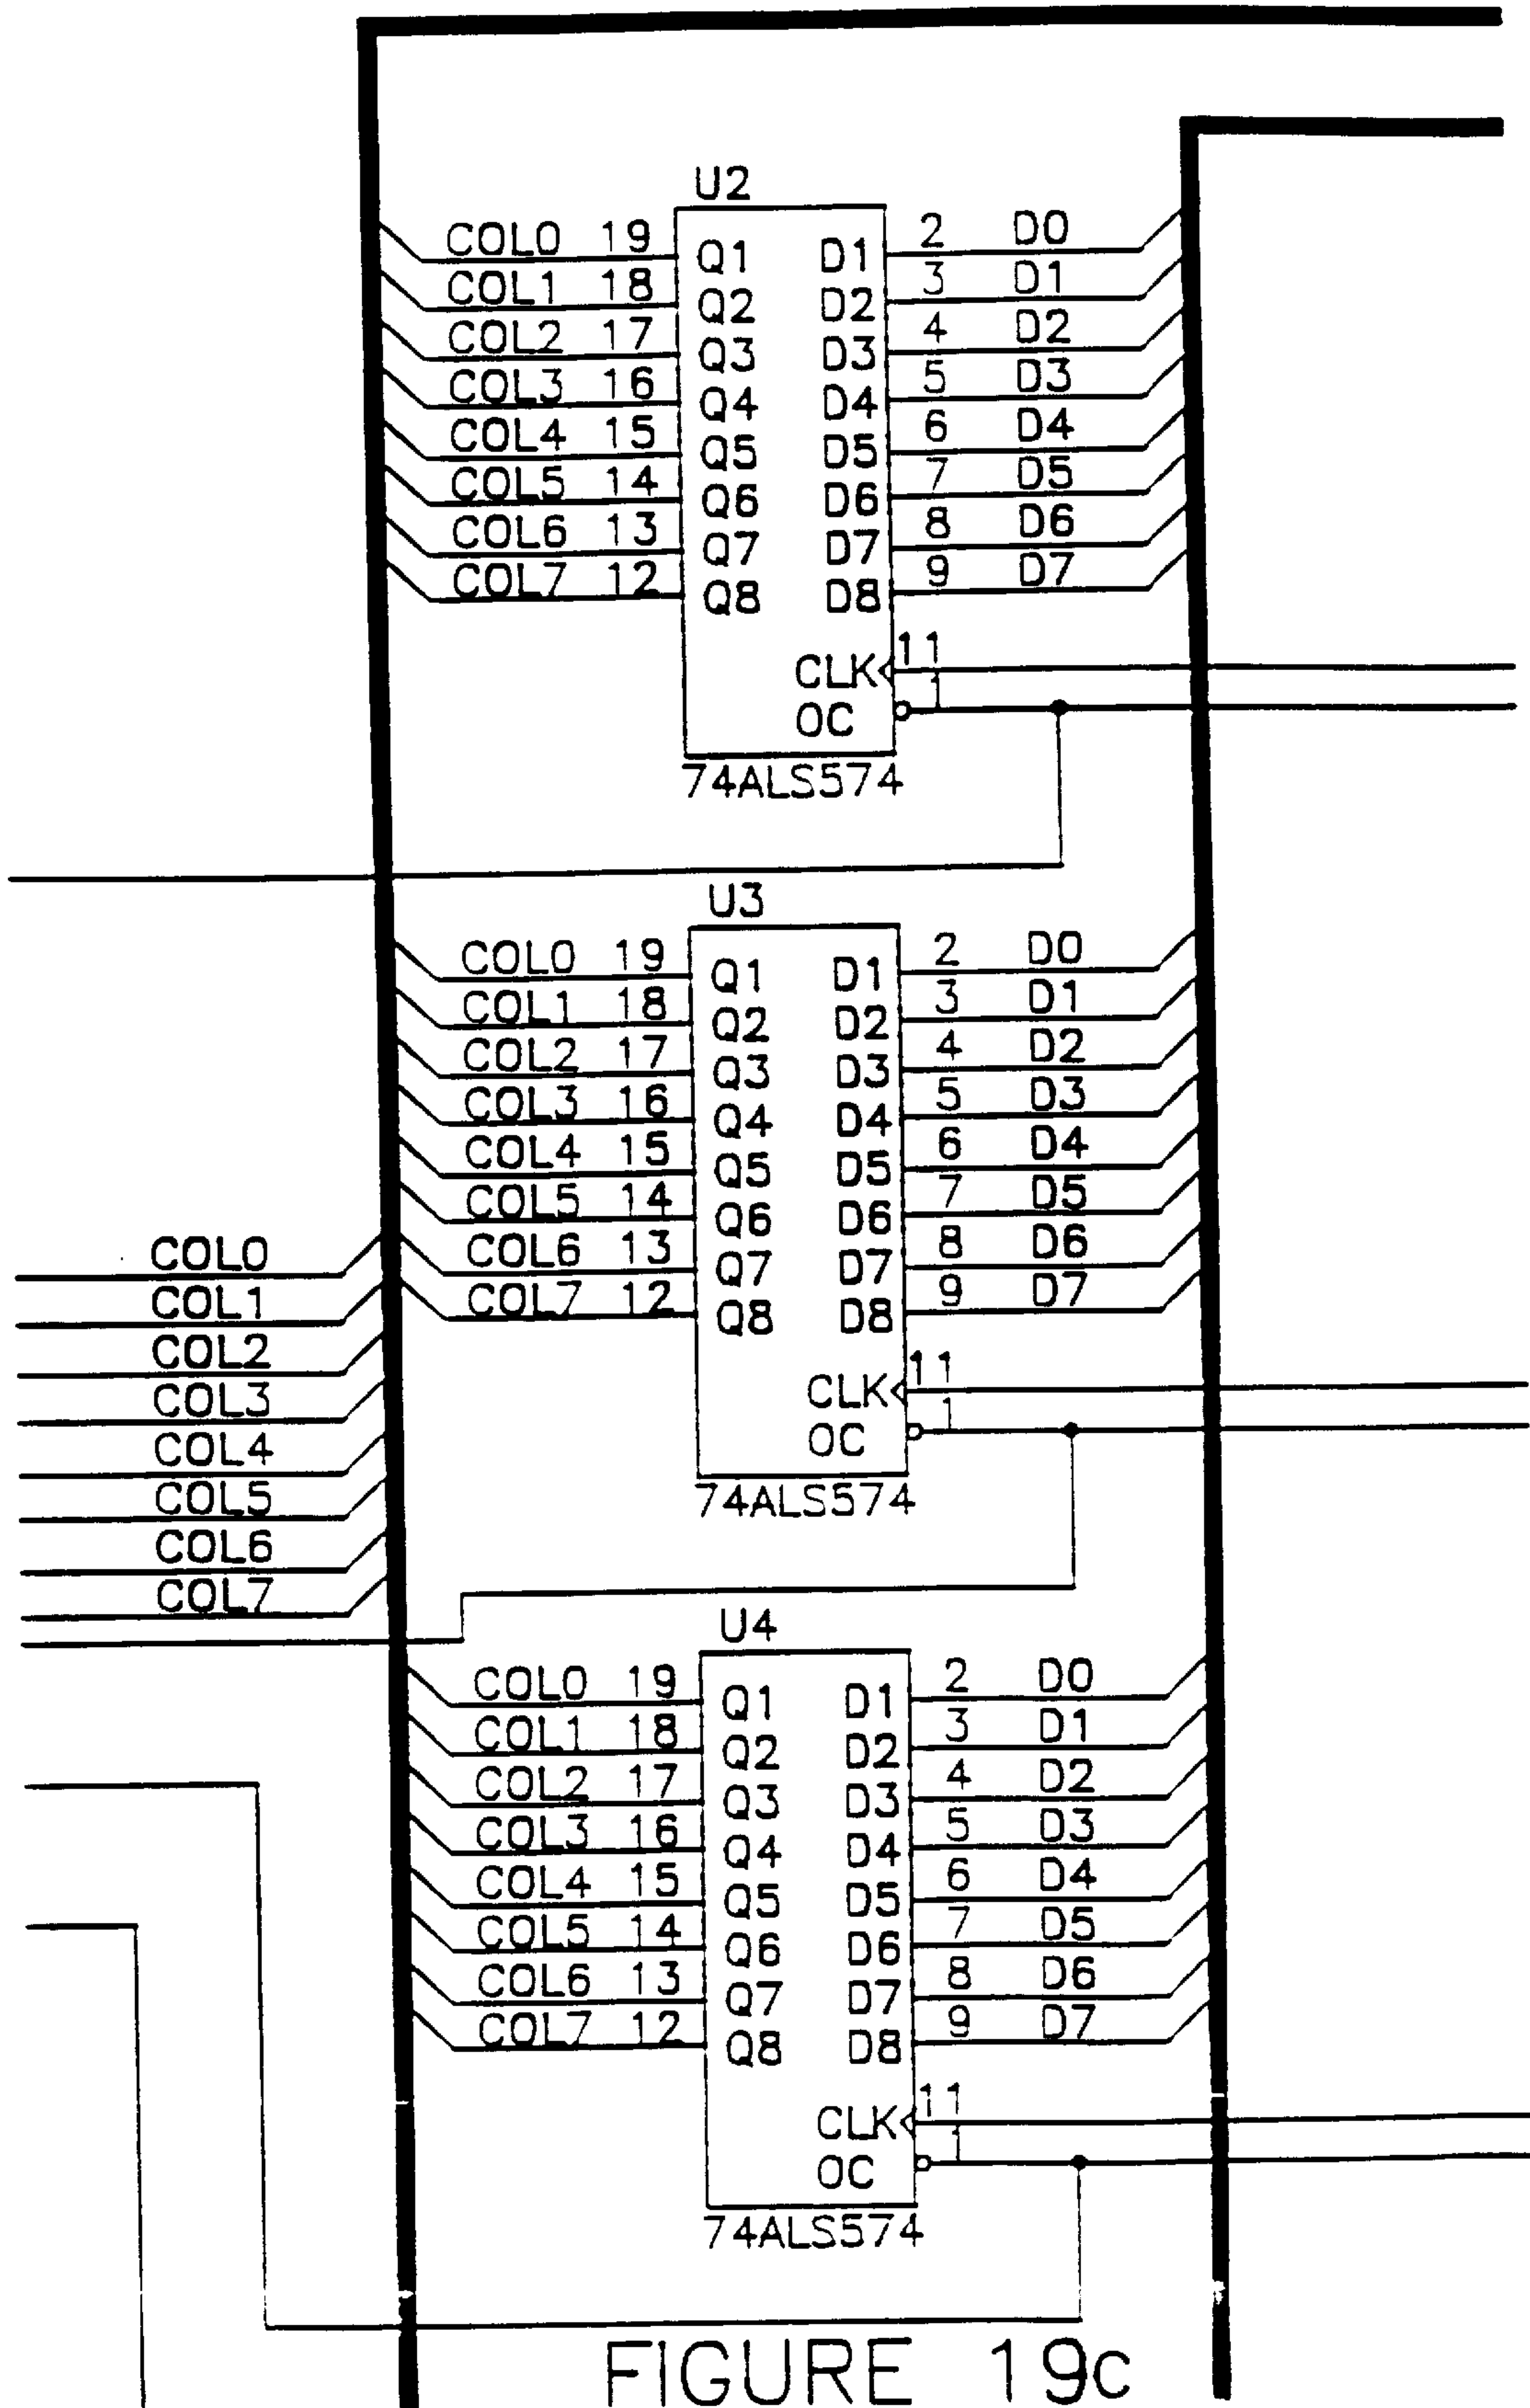 U2
COL0 19 Q1 D1 2 D0
COL1 18 Q2 D2 3 D1
COL2 17 Q3 D3 4 D2
COL3 16 Q4 D4 5 D3
COL4 15 Q5 D5 6 D4
COL5 14 Q6 D6 7 D5
COL6 13 Q7 D7 8 D6
COL7 12 Q8 D8 9 D7
CLK 11
OC 1
74ALS574
U3
COL0 19 Q1 D1 2 D0
COL1 18 Q2 D2 3 D1
COL2 17 Q3 D3 4 D2
COL3 16 Q4 D4 5 D3
COL4 15 Q5 D5 6 D4
COL5 14 Q6 D6 7 D5
COL6 13 Q7 D7 8 D6
COL7 12 Q8 D8 9 D7
CLK 11
OC 1
74ALS574
COL0
COL1
COL2
COL3
COL4
COL5
COL6
COL7
U4
COL0 19 Q1 D1 2 D0
COL1 18 Q2 D2 3 D1
COL2 17 Q3 D3 4 D2
COL3 16 Q4 D4 5 D3
COL4 15 Q5 D5 6 D4
COL5 14 Q6 D6 7 D5
COL6 13 Q7 D7 8 D6
COL7 12 Q8 D8 9 D7
CLK 11
OC 1
74ALS574
FIGURE 19c